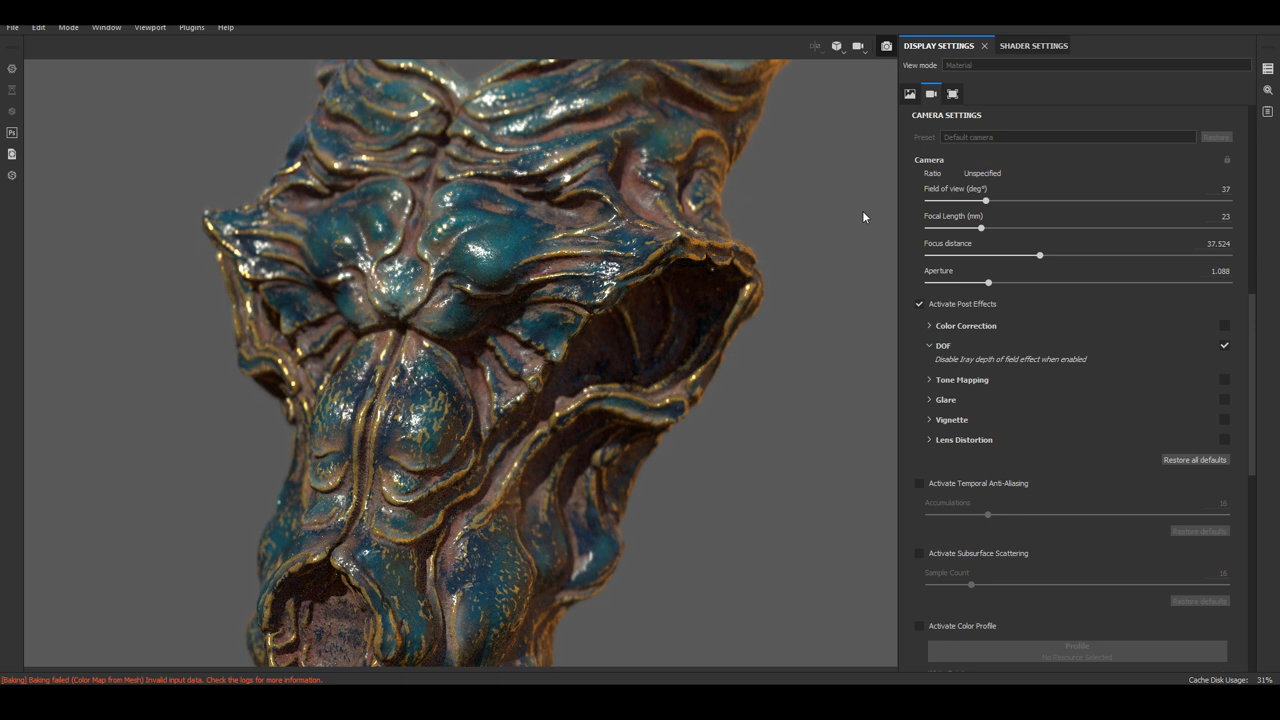 File Edit Mode Window Viewport Plugins Help
DISPLAY SETTINGS SHADER SETTINGS
View mode Material
CAMERA SETTINGS
Preset Default camera Restore
Camera
Ratio Unspecified
Field of view (deg°) 37
Focal Length (mm) 23
Focus distance 37.524
Aperture 1.088
Activate Post Effects
Color Correction
DOF
Disable Iray depth of field effect when enabled
Tone Mapping
Glare
Vignette
Lens Distortion
Restore all defaults
Activate Temporal Anti-Aliasing
Accumulations 16
Restore defaults
Activate Subsurface Scattering
Sample Count 16
Restore defaults
Activate Color Profile
Profile
No Resource Selected
Ps
[Baking] Baking failed (Color Map from Mesh) Invalid input data. Check the logs for more information.
Cache Disk Usage: 31%